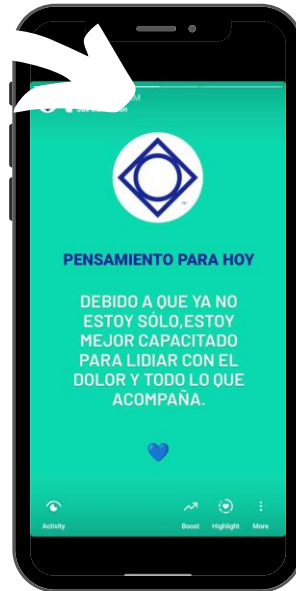 PENSAMIENTO PARA HOY
DEBIDO A QUE YA NO
ESTOY SÓLO,ESTOY
MEJOR CAPACITADO
PARA LIDIAR CON EL
DOLOR Y TODO LO QUE
ACOMPAÑA.
Activity
Boost
Highlight
More